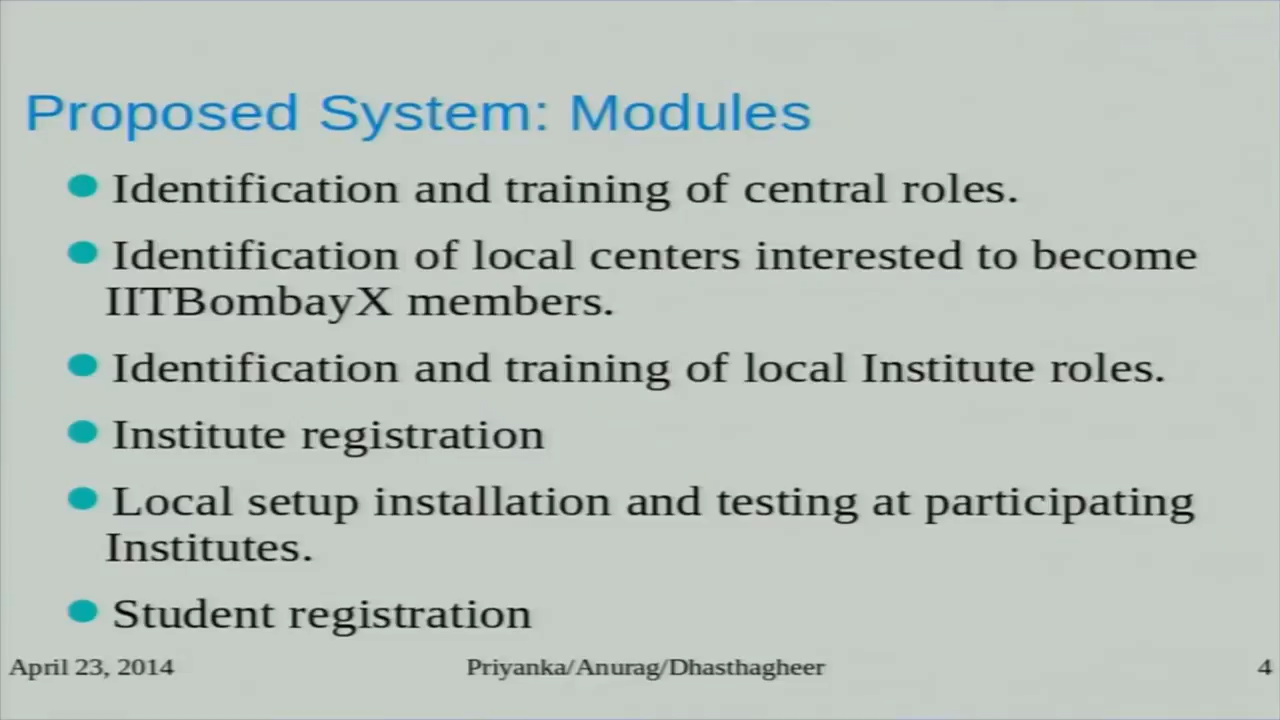 Proposed System: Modules
Identification and training of central roles.
Identification of local centers interested to become
IITBombayX members.
Identification and training of local Institute roles.
Institute registration
Local setup installation and testing at participating
Institutes.
Student registration
April 23, 2014
Priyanka/Anurag/Dhasthagheer
4